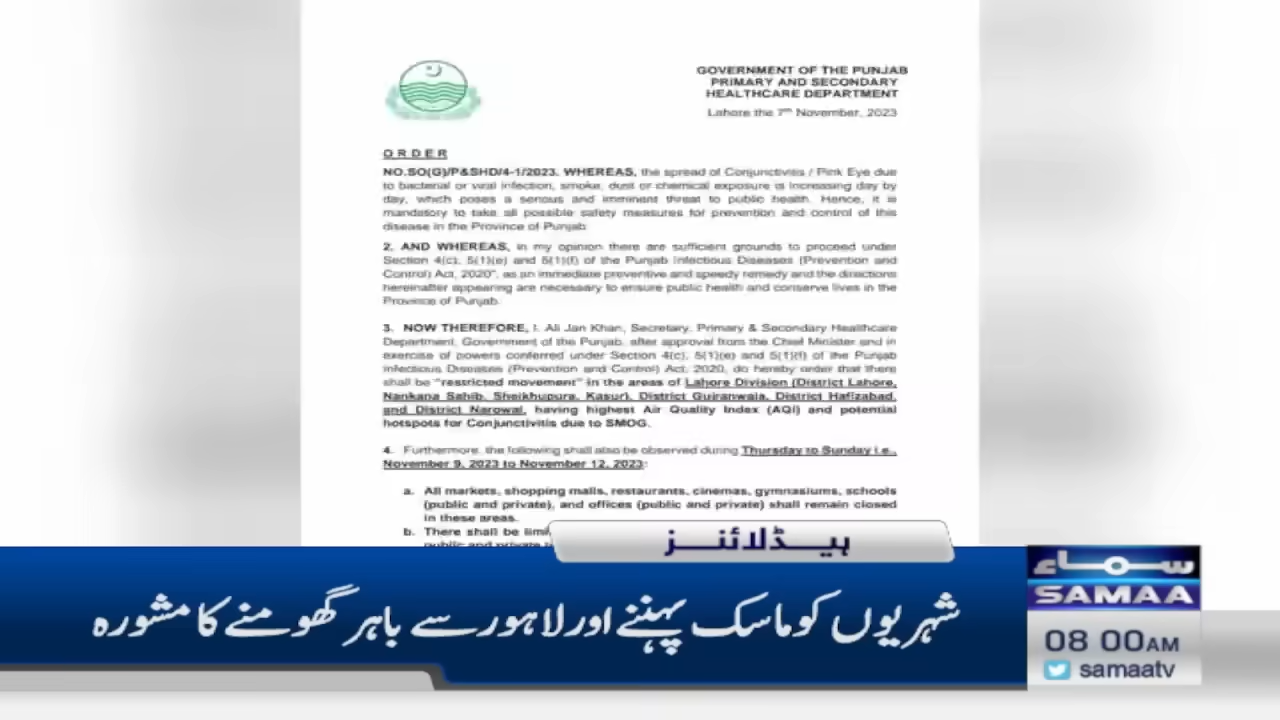 GOVERNMENT OF THE PUNJAB
PRIMARY AND SECONDARY
HEALTHCARE DEPARTMENT
Lahore the 7th November, 2023
ORDER
NO.SO(G)/P&SHD/4-1/2023. WHEREAS, the spread of Conjunctivitis / Pink Eye due
to bacterial or viral infection, smoke, dust or chemical exposure is increasing day by
day, which poses a serious and imminent threat to public health. Hence, it is
mandatory to take all possible safety measures for prevention and control of this
disease in the Province of Punjab.
2. AND WHEREAS, in my opinion there are sufficient grounds to proceed under
Section 4(c), 5(1)(e) and 5(1)(f) of the Punjab Infectious Diseases (Prevention and
Control) Act, 2020", as an immediate preventive and speedy remedy and the directions
hereinafter appearing are necessary to ensure public health and conserve lives in the
Province of Punjab.
3. NOW THEREFORE, I, Ali Jan Khan, Secretary, Primary & Secondary Healthcare
Department, Government of the Punjab, after approval from the Chief Minister and in
exercise of powers conferred under Section 4(c), 5(1)(e) and 5(1)(f) of the Punjab
Infectious Diseases (Prevention and Control) Act, 2020, do hereby order that there
shall be "restricted movement" in the areas of Lahore Division (District Lahore,
Nankana Sahib, Sheikhupura, Kasur), District Gujranwala, District Hafizabad,
and District Narowal, having highest Air Quality Index (AQI) and potential
hotspots for Conjunctivitis due to SMOG.
4. Furthermore, the following shall also be observed during Thursday to Sunday i.e.,
November 9, 2023 to November 12, 2023:
a. All markets, shopping malls, restaurants, cinemas, gymnasiums, schools
(public and private), and offices (public and private) shall remain closed
in these areas.
b. There shall be
public and private
ہیڈلائنز
شہریوں کو ماسک پہننے اور لاہور سے باہر گھومنے کا مشورہ
سماء
SAMAA
08 00AM
samaatv